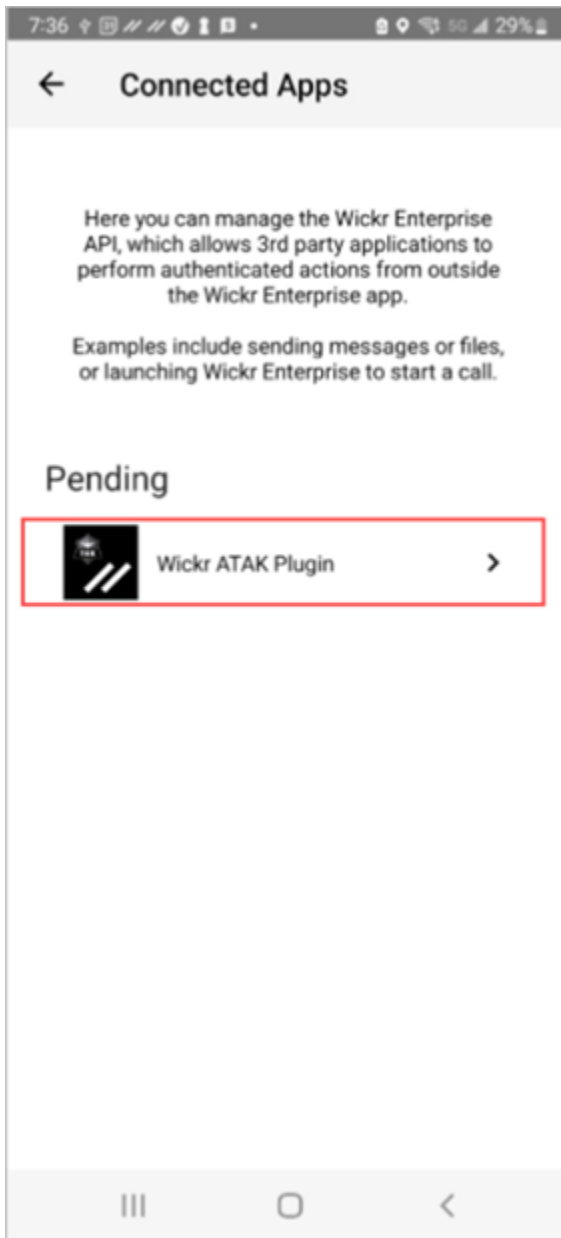 7:36 5G 29%
Connected Apps
Here you can manage the Wickr Enterprise
API, which allows 3rd party applications to
perform authenticated actions from outside
the Wickr Enterprise app.
Examples include sending messages or files,
or launching Wickr Enterprise to start a call.
Pending
Wickr ATAK Plugin